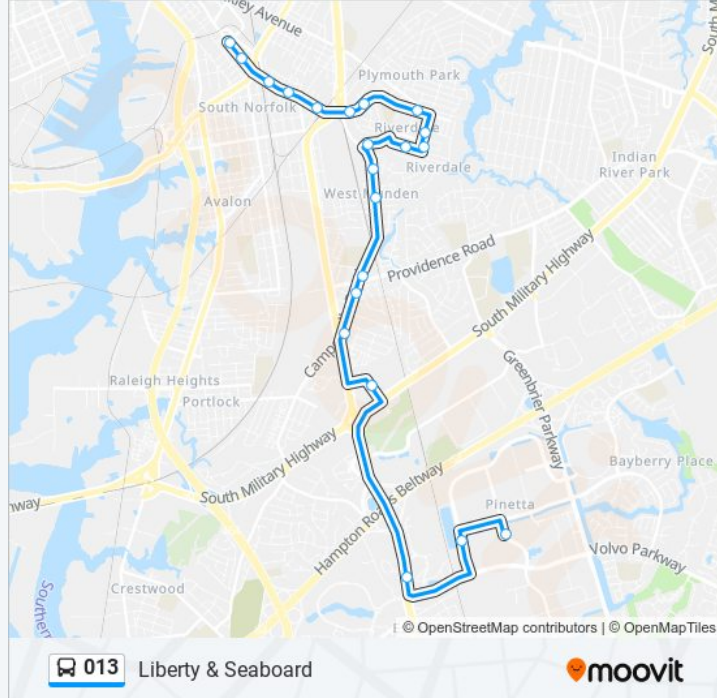 Avenue
South M
Plymouth Park
South Norfolk
Riverdale
Riverdale
Indian
River Park
West Munden
Avalon
Providence Road
South Military Highway
Raleigh Heights
Portlock
Greenbrier Parkway
South Military Highway
Bayberry Place
Hampton Roads Beltway
Pinetta
Volvo Parkway
Crestwood
© OpenStreetMap contributors | © OpenMapTiles
013 Liberty & Seaboard
moovit